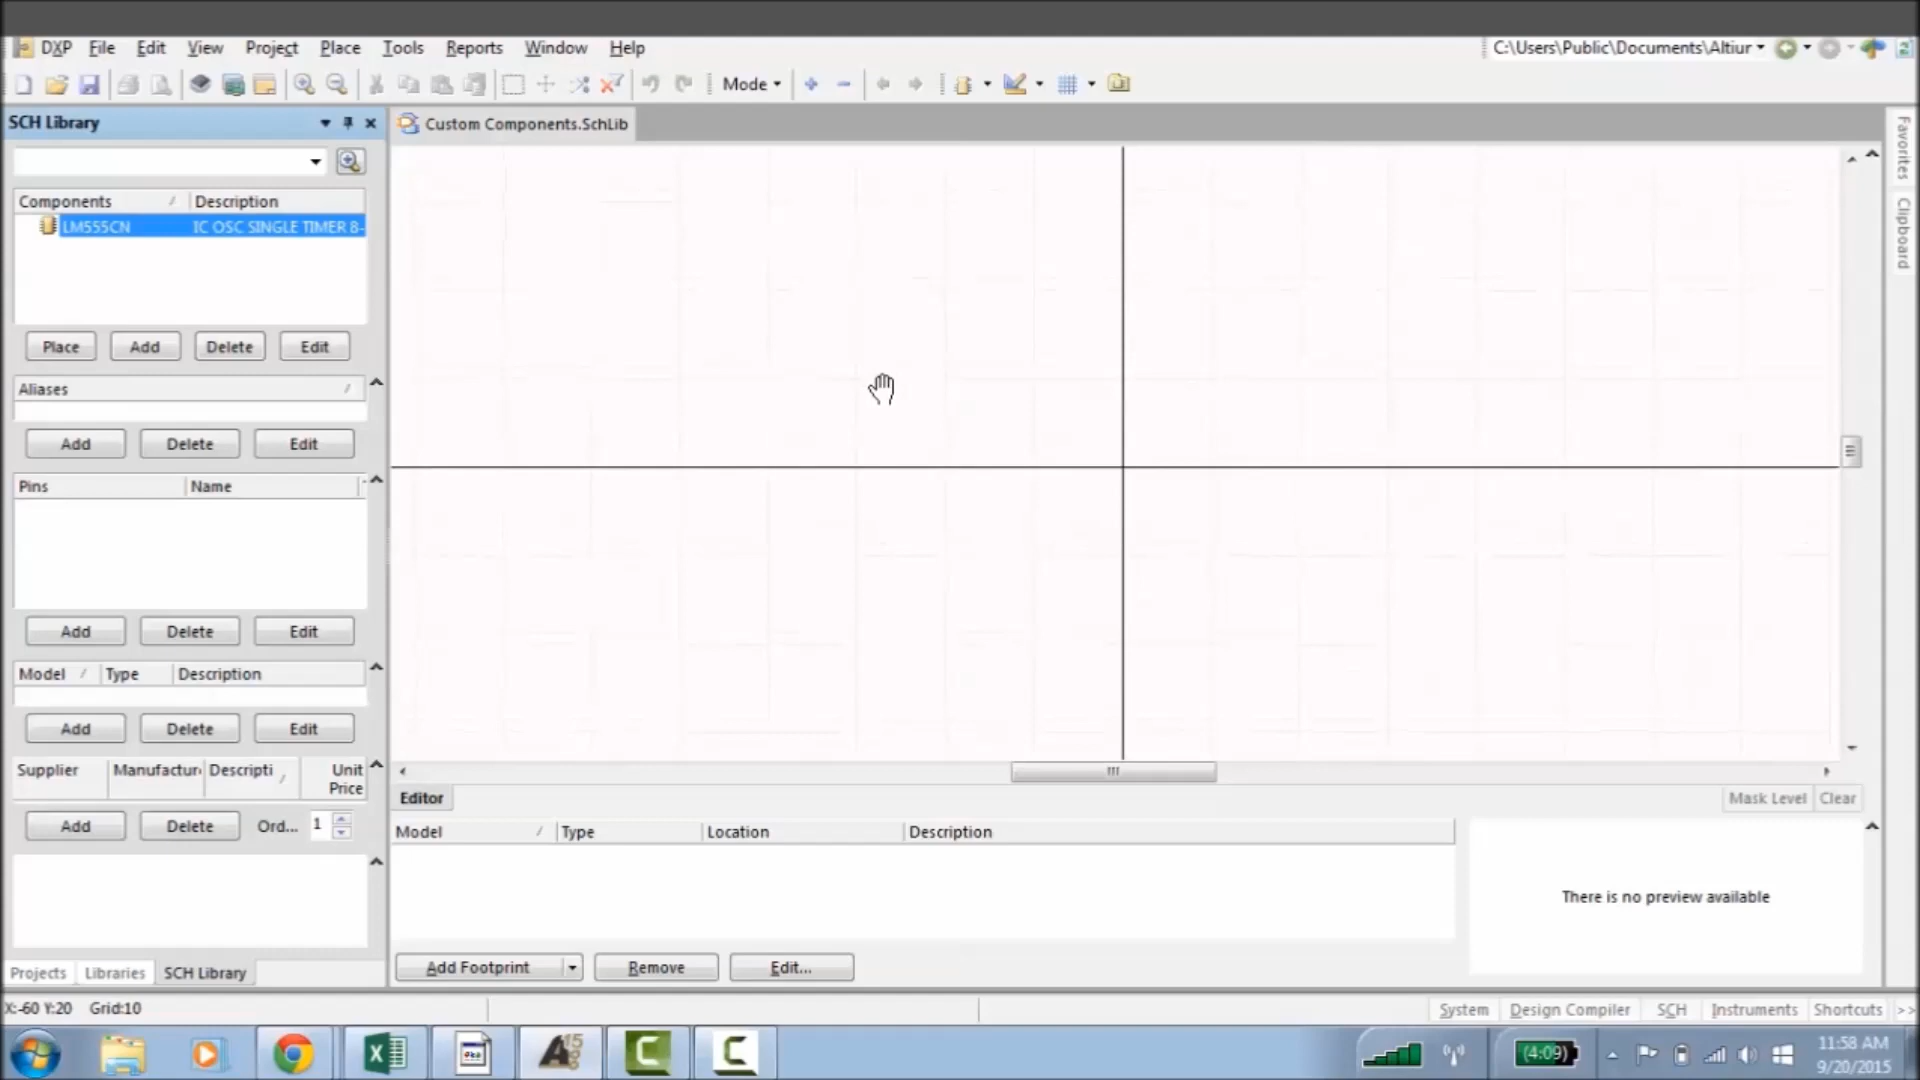 DXP File Edit View Project Place Tools Reports Window Help C:\Users\Public\Documents\Altiur
Mode
SCH Library
Custom Components.SchLib
Favorites
Clipboard
Components Description
LM555CN IC OSC SINGLE TIMER 8-
Place Add Delete Edit
Aliases
Add Delete Edit
Pins Name
Add Delete Edit
Model Type Description
Add Delete Edit
Supplier Manufactur Descripti Unit Price
Add Delete Ord... 1
Editor Mask Level Clear
Model Type Location Description
There is no preview available
Add Footprint Remove Edit...
Projects Libraries SCH Library
X:-60 Y:20 Grid:10 System Design Compiler SCH Instruments Shortcuts >>
(4:09)
11:58 AM
9/20/2015